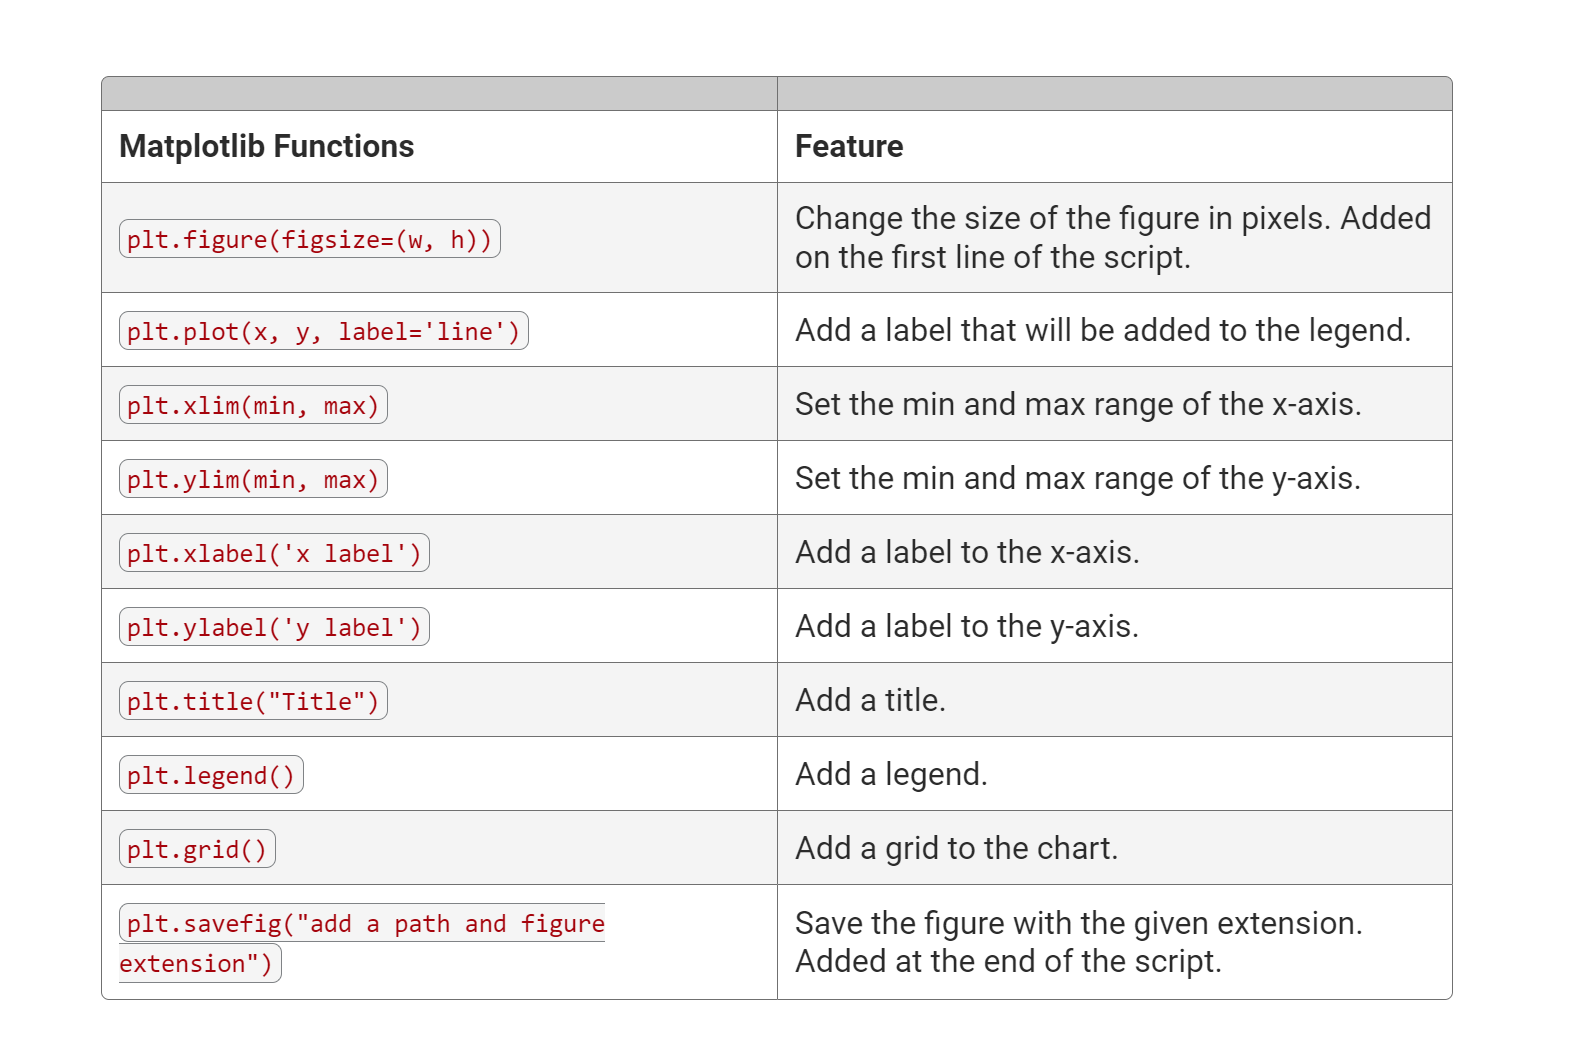 Matplotlib Functions
Feature
plt.figure(figsize=(w, h))
Change the size of the figure in pixels. Added
on the first line of the script.
plt.plot(x, y, label='line')
Add a label that will be added to the legend.
plt.xlim(min, max)
Set the min and max range of the x-axis.
plt.ylim(min, max)
Set the min and max range of the y-axis.
plt.xlabel('x label')
Add a label to the x-axis.
plt.ylabel('y label')
Add a label to the y-axis.
plt.title("Title")
Add a title.
plt.legend()
Add a legend.
plt.grid()
Add a grid to the chart.
plt.savefig("add a path and figure
extension")
Save the figure with the given extension.
Added at the end of the script.